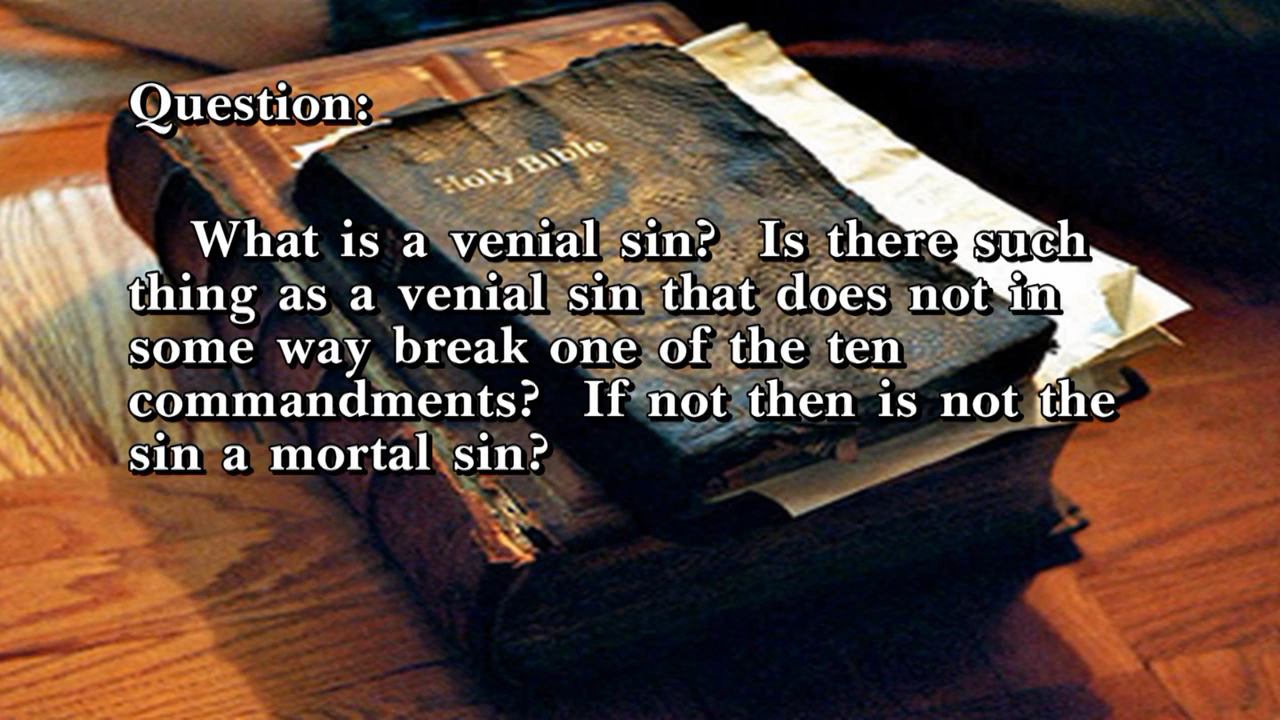 Question:
Holy Bible
What is a venial sin? Is there such
thing as a venial sin that does not in
some way break one of the ten
commandments? If not then is not the
sin a mortal sin?